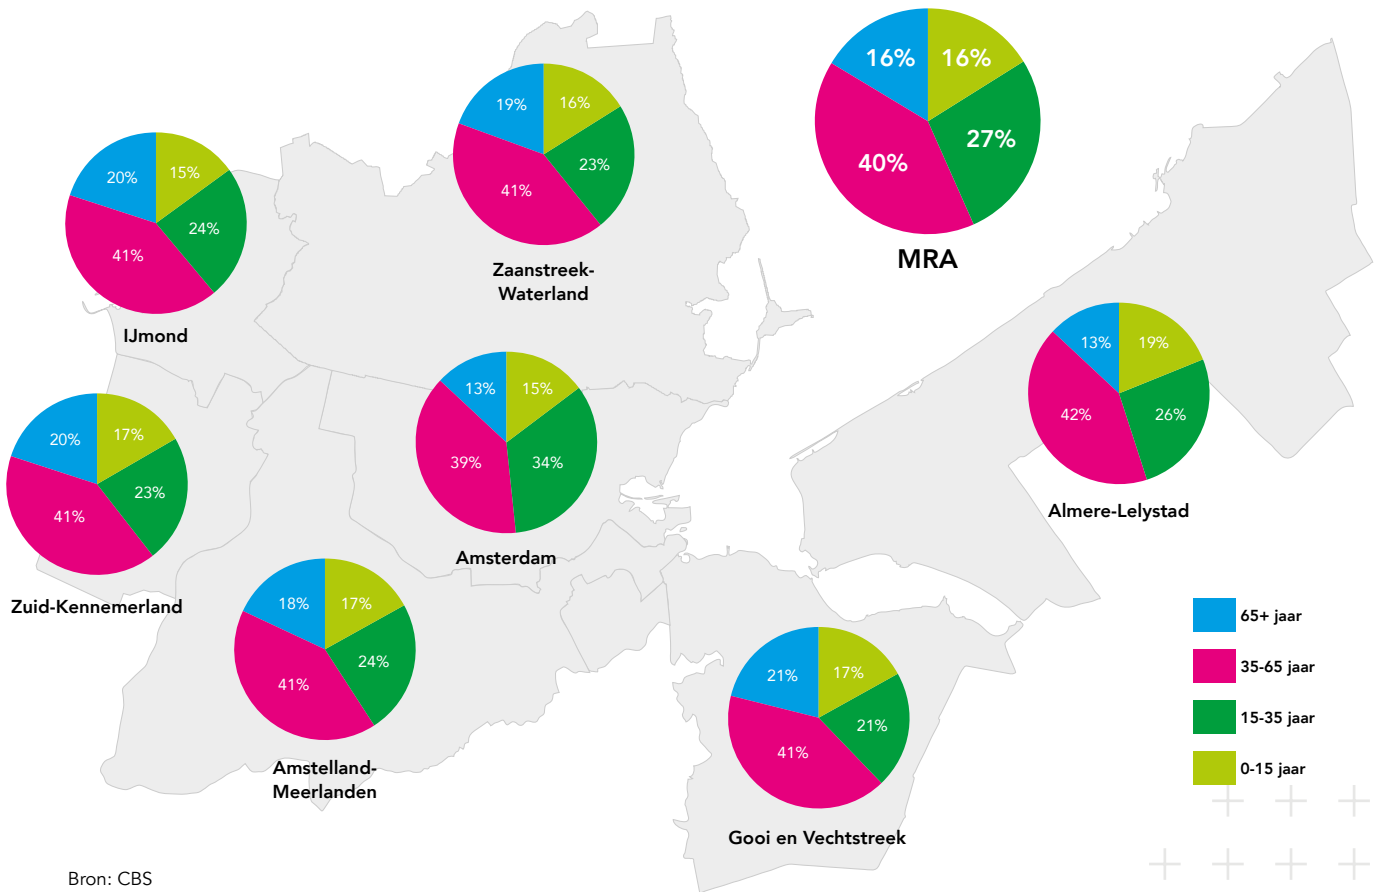 16%
16%
27%
40%
MRA
19%
16%
23%
41%
Zaanstreek-
Waterland
20%
15%
24%
41%
IJmond
13%
19%
26%
42%
Almere-Lelystad
13%
15%
34%
39%
Amsterdam
20%
17%
23%
41%
Zuid-Kennemerland
18%
17%
24%
41%
Amstelland-
Meerlanden
21%
17%
21%
41%
Gooi en Vechtstreek
65+ jaar
35-65 jaar
15-35 jaar
0-15 jaar
Bron: CBS